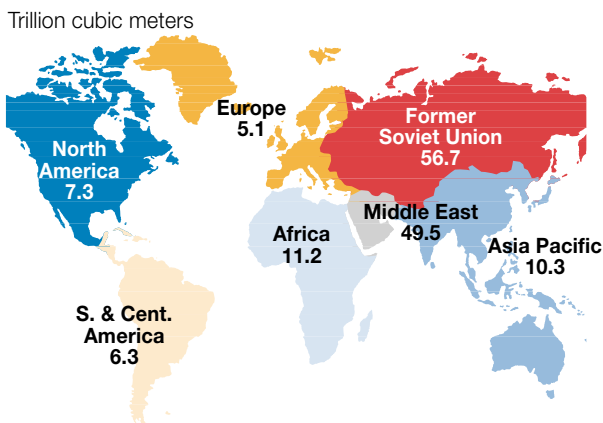 Trillion cubic meters
Europe
5.1
Former
Soviet Union
56.7
North
America
7.3
Middle East
49.5
Africa
11.2
Asia Pacific
10.3
S. & Cent.
America
6.3